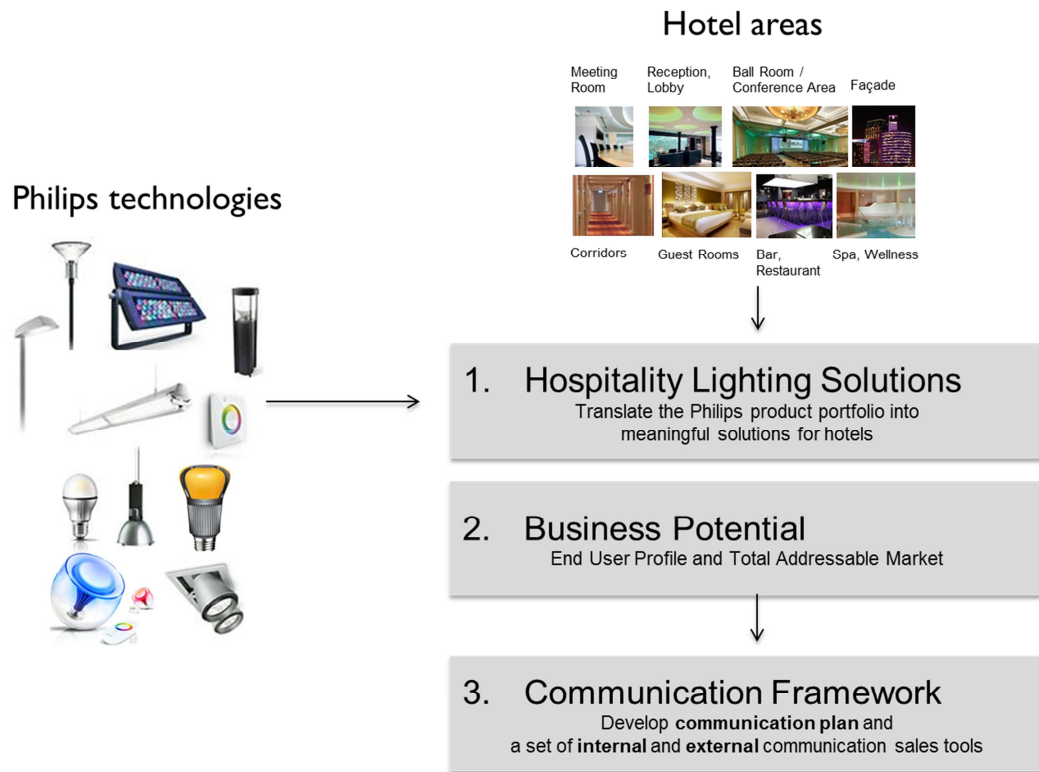 Hotel areas
Meeting
Room
Reception,
Lobby
Ball Room /
Conference Area
Façade
Philips technologies
Corridors
Guest Rooms
Bar,
Restaurant
Spa, Wellness
1. Hospitality Lighting Solutions
Translate the Philips product portfolio into
meaningful solutions for hotels
2. Business Potential
End User Profile and Total Addressable Market
3. Communication Framework
Develop communication plan and
a set of internal and external communication sales tools